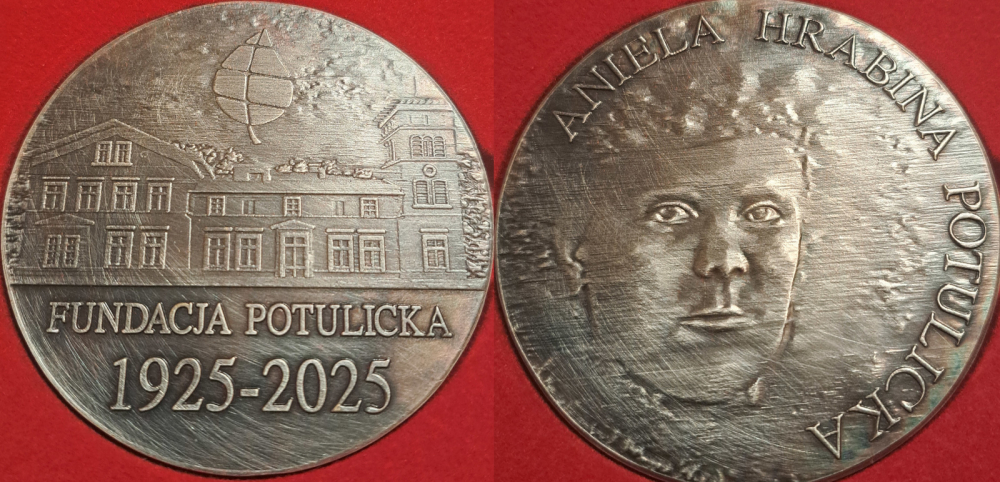 FUNDACJA POTULICKA
1925-2025
ANIELA HRABINA POTULICKA